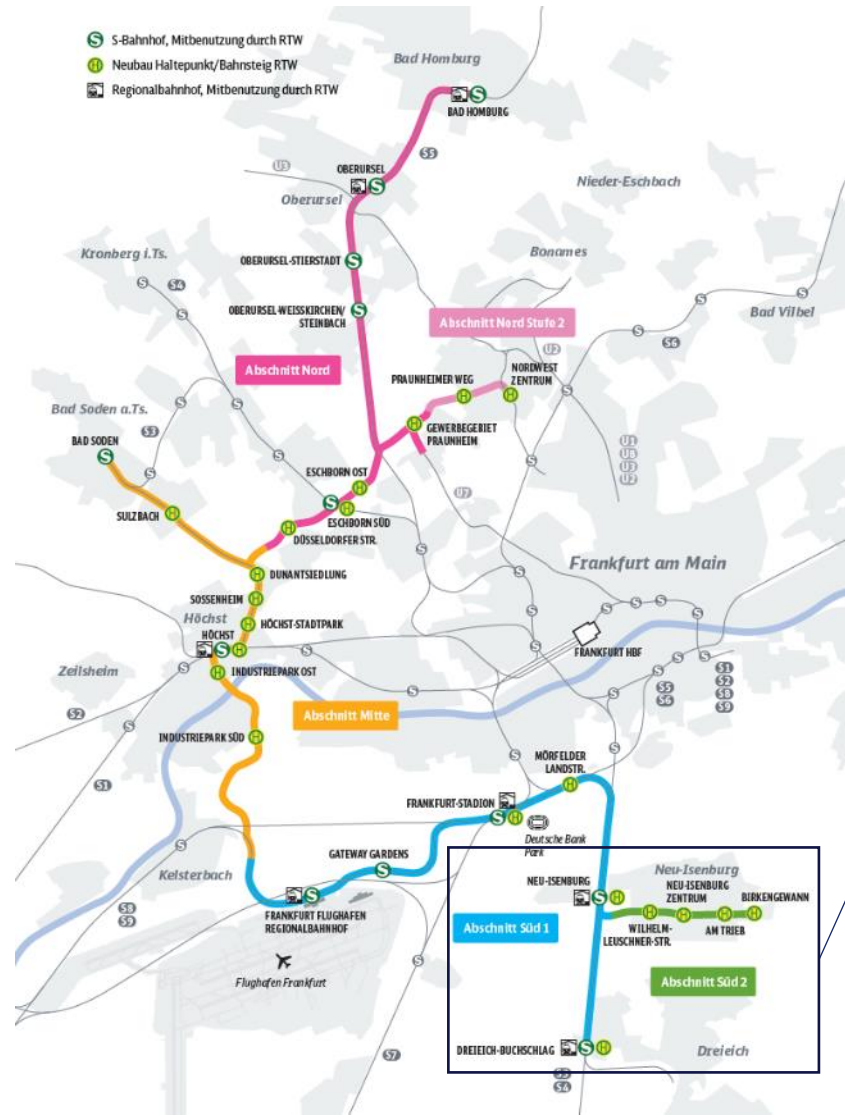 S-Bahnhof, Mitbenutzung durch RTW
Neubau Haltepunkt/Bahnsteig RTW
Regionalbahnhof, Mitbenutzung durch RTW
Bad Homburg
S
BAD HOMBURG
S5
U3
OBERURSEL
Oberursel
Nieder-Eschbach
Kronberg i.Ts.
S4
OBERURSEL-STIERSTADT
Bonames
Bad Vilbel
OBERURSEL-WEISSKIRCHEN/
STEINBACH
Abschnitt Nord Stufe 2
S6
U2
Abschnitt Nord
PRAUNHEIMER WEG
NORDWEST
ZENTRUM
Bad Soden a.Ts.
S3
BAD SODEN
GEWERBEGEBIET
PRAUNHEIM
U1
U8
U3
U2
ESCHBORN OST
U7
SULZBACH
ESCHBORN SÜD
DÜSSELDORFER STR.
Frankfurt am Main
DUNANTSIEDLUNG
SOSSENHEIM
Höchst
HÖCHST-STADTPARK
HÖCHST
FRANKFURT HBF
Zeilsheim
INDUSTRIEPARK OST
S1
S2
S8
S9
S5
S6
S2
Abschnitt Mitte
INDUSTRIEPARK SÜD
S1
MÖRFELDER
LANDSTR.
FRANKFURT-STADION
Deutsche Bank
Park
GATEWAY GARDENS
Kelsterbach
Neu-Isenburg
NEU-ISENBURG
NEU-ISENBURG
ZENTRUM
BIRKENGEWANN
S8
S9
FRANKFURT FLUGHAFEN
REGIONALBAHNHOF
Abschnitt Süd 1
WILHELM-
LEUSCHNER-STR.
AM TRIEB
Flughafen Frankfurt
Abschnitt Süd 2
DREIEICH-BUCHSCHLAG
Dreieich
S7
S3
S4